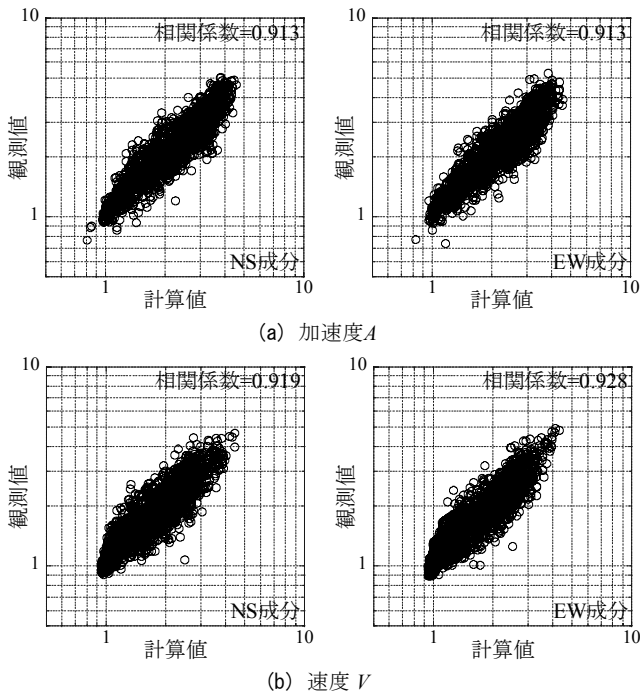 10
相関係数=0.913
観測値
1
NS成分
1
10
計算値
10
相関係数=0.913
観測値
1
EW成分
1
10
計算値
(a) 加速度A
10
相関係数=0.919
観測値
1
NS成分
1
10
計算値
10
相関係数=0.928
観測値
1
EW成分
1
10
計算値
(b) 速度 V